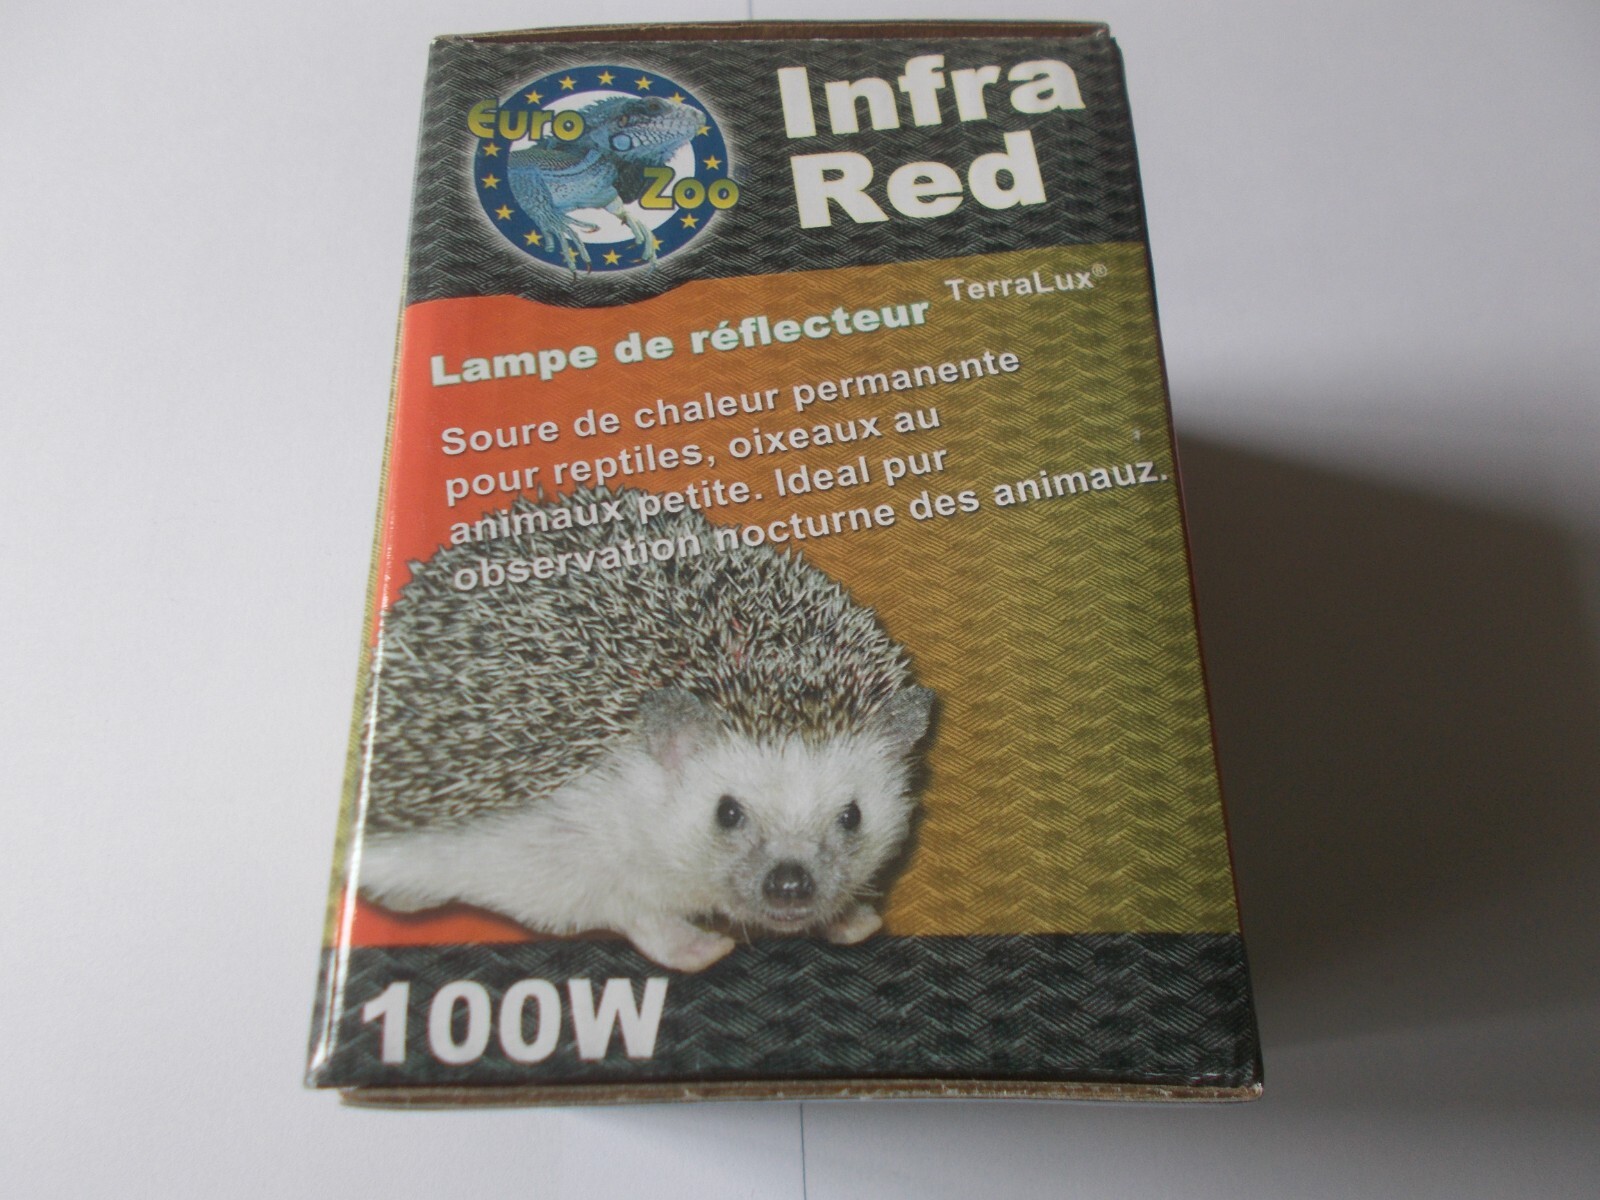 Euro
Zoo
Infra
Red
TerraLux®
Lampe de réflecteur
Soure de chaleur permanente
pour reptiles, oixeaux au
animaux petite. Ideal pur
observation nocturne des animauz.
100W